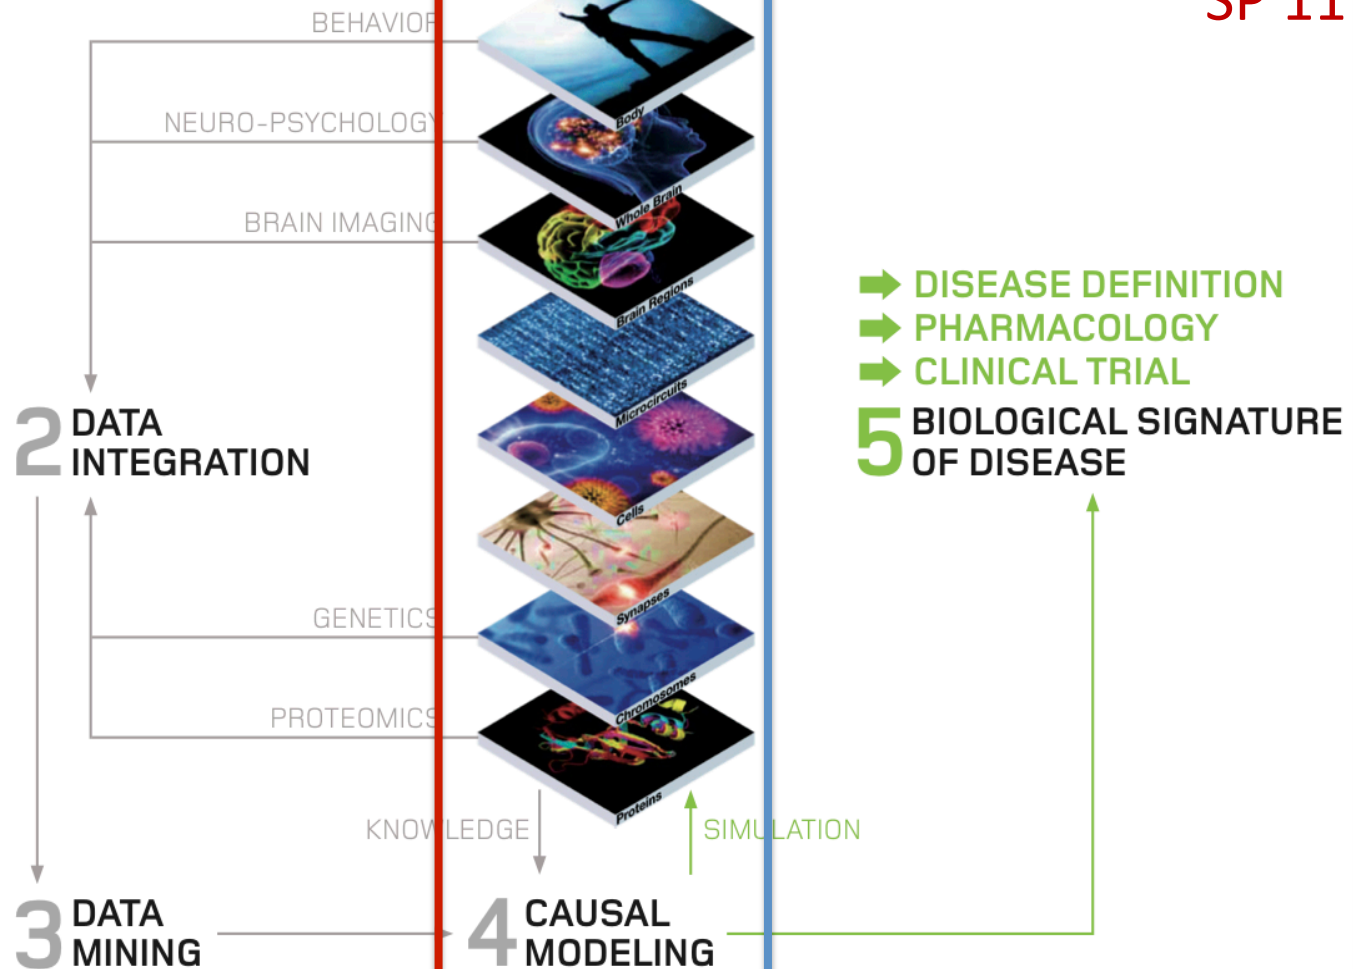 SP 11
BEHAVIOR
Body
NEURO-PSYCHOLOGY
Whole Brain
BRAIN IMAGING
Brain Regions
DISEASE DEFINITION
PHARMACOLOGY
CLINICAL TRIAL
Microcircuits
2 DATA
INTEGRATION
5 BIOLOGICAL SIGNATURE
OF DISEASE
Cells
Synapses
GENETICS
Chromosomes
PROTEOMICS
Proteins
KNOWLEDGE
SIMULATION
3 DATA
MINING
4 CAUSAL
MODELING